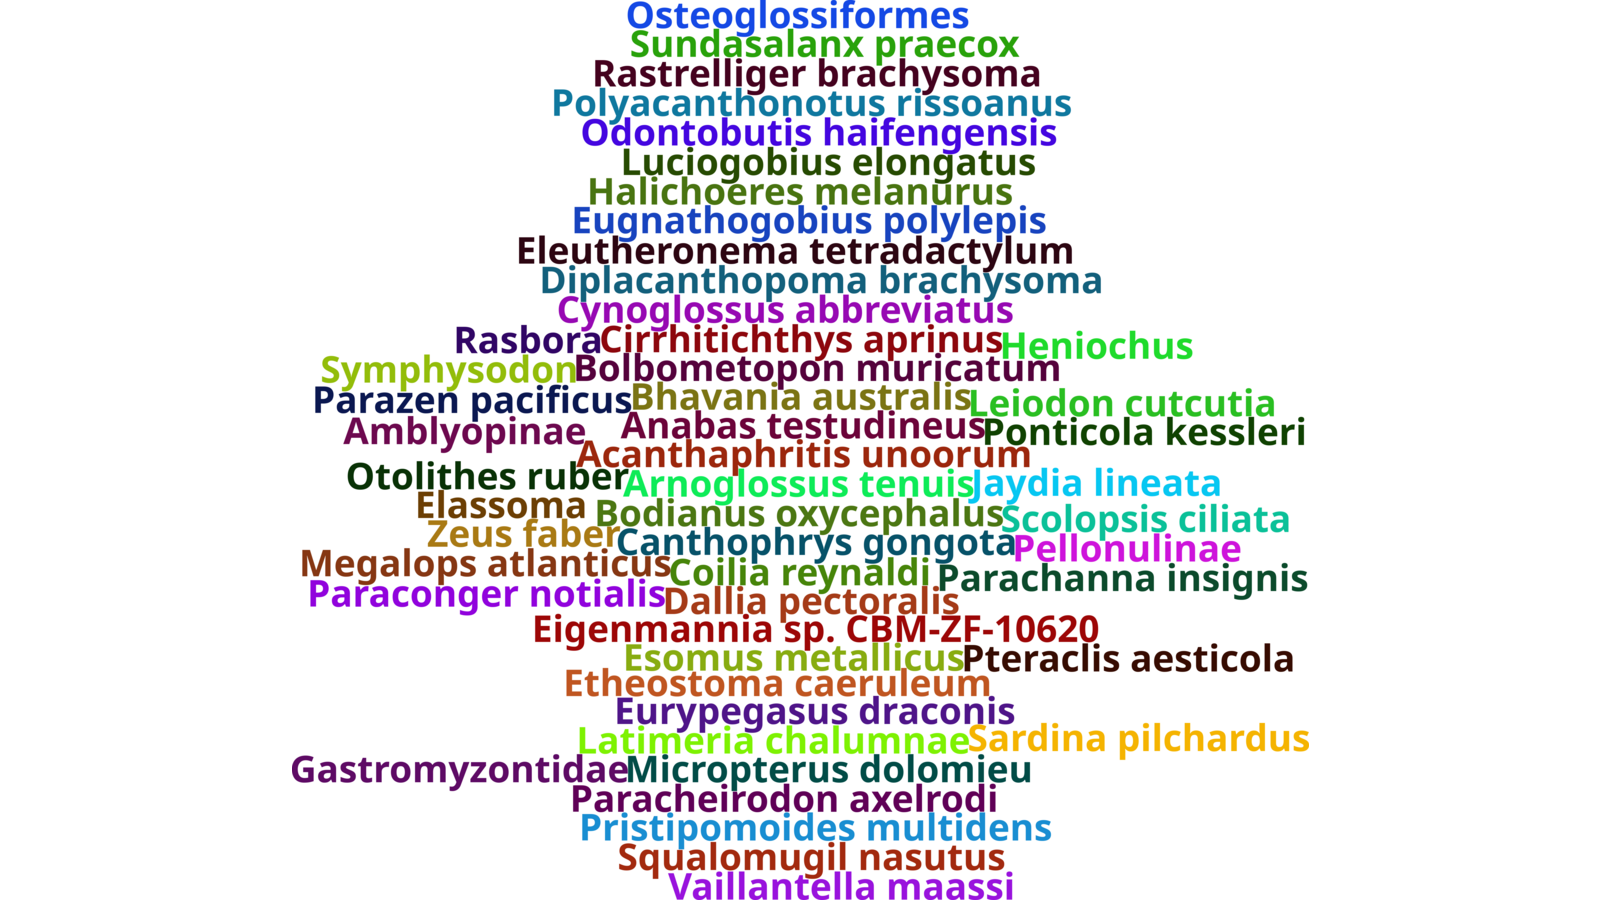 Osteoglossiformes
Sundasalanx praecox
Rastrelliger brachysoma
Polyacanthonotus rissoanus
Odontobutis haifengensis
Luciogobius elongatus
Halichoeres melanurus
Eugnathogobius polylepis
Eleutheronema tetradactylum
Diplacanthopoma brachysoma
Cynoglossus abbreviatus
Rasbora Cirrhitichthys aprinus Heniochus
Symphysodon Bolbometopon muricatum
Parazen pacificus Bhavania australis Leiodon cutcutia
Amblyopinae Anabas testudineus Ponticola kessleri
Acanthaphritis unoorum
Otolithes ruber Arnoglossus tenuis Jaydia lineata
Elassoma Bodianus oxycephalus Scolopsis ciliata
Zeus faber Canthophrys gongota Pellonulinae
Megalops atlanticus Coilia reynaldi Parachanna insignis
Paraconger notialis Dallia pectoralis
Eigenmannia sp. CBM-ZF-10620
Esomus metallicus Pteraclis aesticola
Etheostoma caeruleum
Eurypegasus draconis
Latimeria chalumnae Sardina pilchardus
Gastromyzontidae Micropterus dolomieu
Paracheirodon axelrodi
Pristipomoides multidens
Squalomugil nasutus
Vaillantella maassi